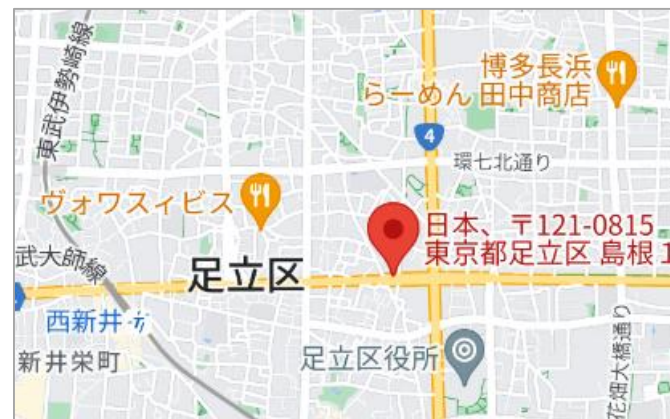 東武伊勢崎線
博多長浜
らーめん 田中商店
4
環七北通り
ヴォワスィビス
日本、〒121-0815
東京都足立区 島根 1
武大師線
足立区
西新井
新井栄町
足立区役所
花畑大橋通り